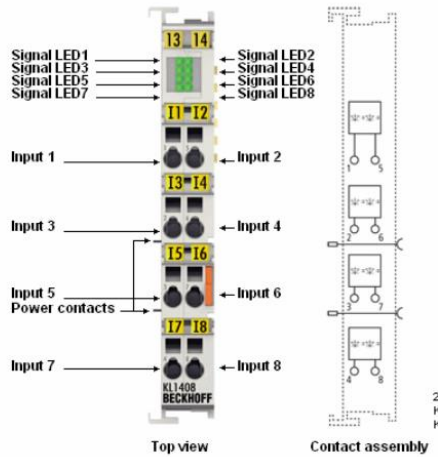 I3 I4
Signal LED1
Signal LED3
Signal LED5
Signal LED7
Signal LED2
Signal LED4
Signal LED6
Signal LED8
I1 I2
Input 1
Input 2
I3 I4
Input 3
Input 4
I5 I6
Input 5
Power contacts
Input 6
I7 I8
Input 7
Input 8
KL1408
BECKHOFF
Top view
1 5
2 6
3 7
4 8
Contact assembly
2
K
K